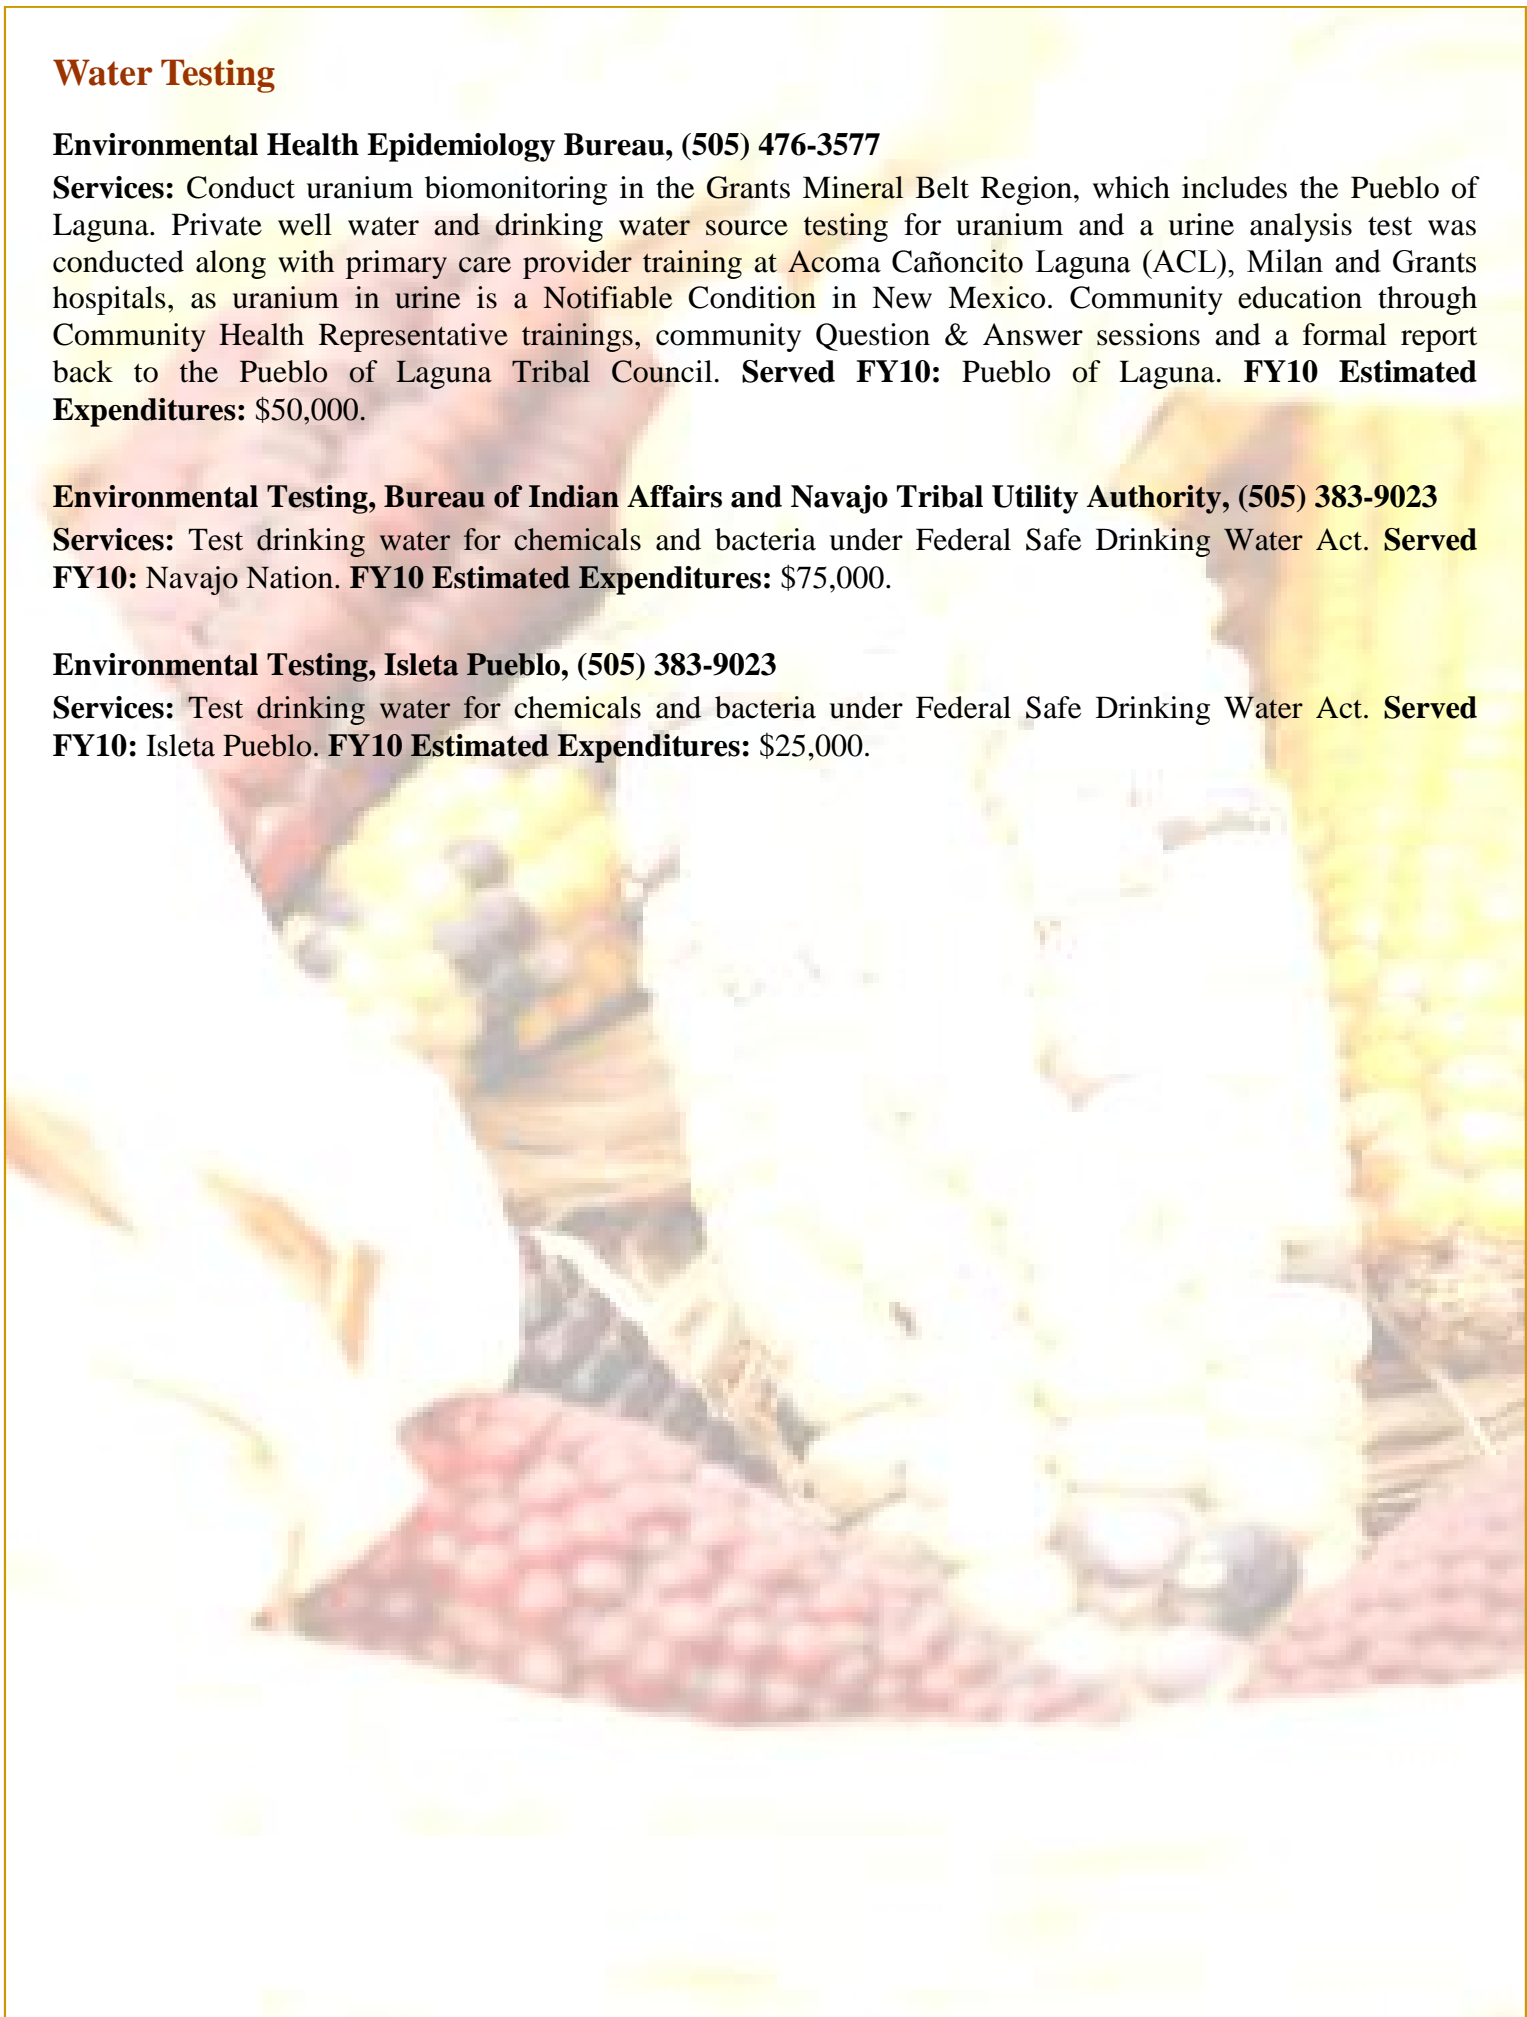 Water Testing
Environmental Health Epidemiology Bureau, (505) 476-3577
Services: Conduct uranium biomonitoring in the Grants Mineral Belt Region, which includes the Pueblo of
Laguna. Private well water and drinking water source testing for uranium and a urine analysis test was
conducted along with primary care provider training at Acoma Cañoncito Laguna (ACL), Milan and Grants
hospitals, as uranium in urine is a Notifiable Condition in New Mexico. Community education through
Community Health Representative trainings, community Question & Answer sessions and a formal report
back to the Pueblo of Laguna Tribal Council. Served FY10: Pueblo of Laguna. FY10 Estimated
Expenditures: $50,000.
Environmental Testing, Bureau of Indian Affairs and Navajo Tribal Utility Authority, (505) 383-9023
Services: Test drinking water for chemicals and bacteria under Federal Safe Drinking Water Act. Served
FY10: Navajo Nation. FY10 Estimated Expenditures: $75,000.
Environmental Testing, Isleta Pueblo, (505) 383-9023
Services: Test drinking water for chemicals and bacteria under Federal Safe Drinking Water Act. Served
FY10: Isleta Pueblo. FY10 Estimated Expenditures: $25,000.